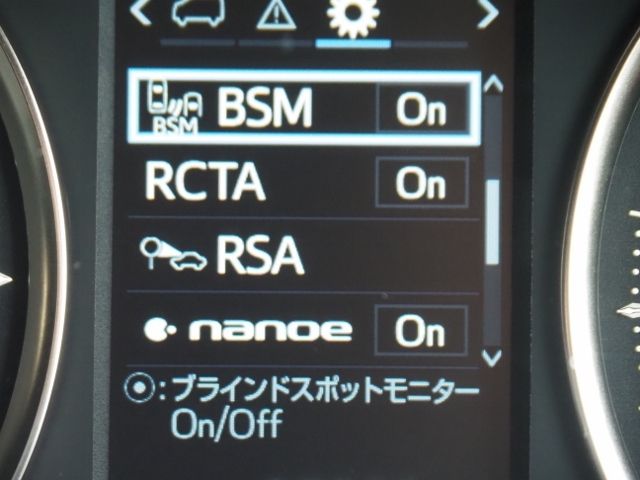 BSM BSM On
RCTA On
RSA
nanoe On
:ブラインドスポットモニター
On/Off